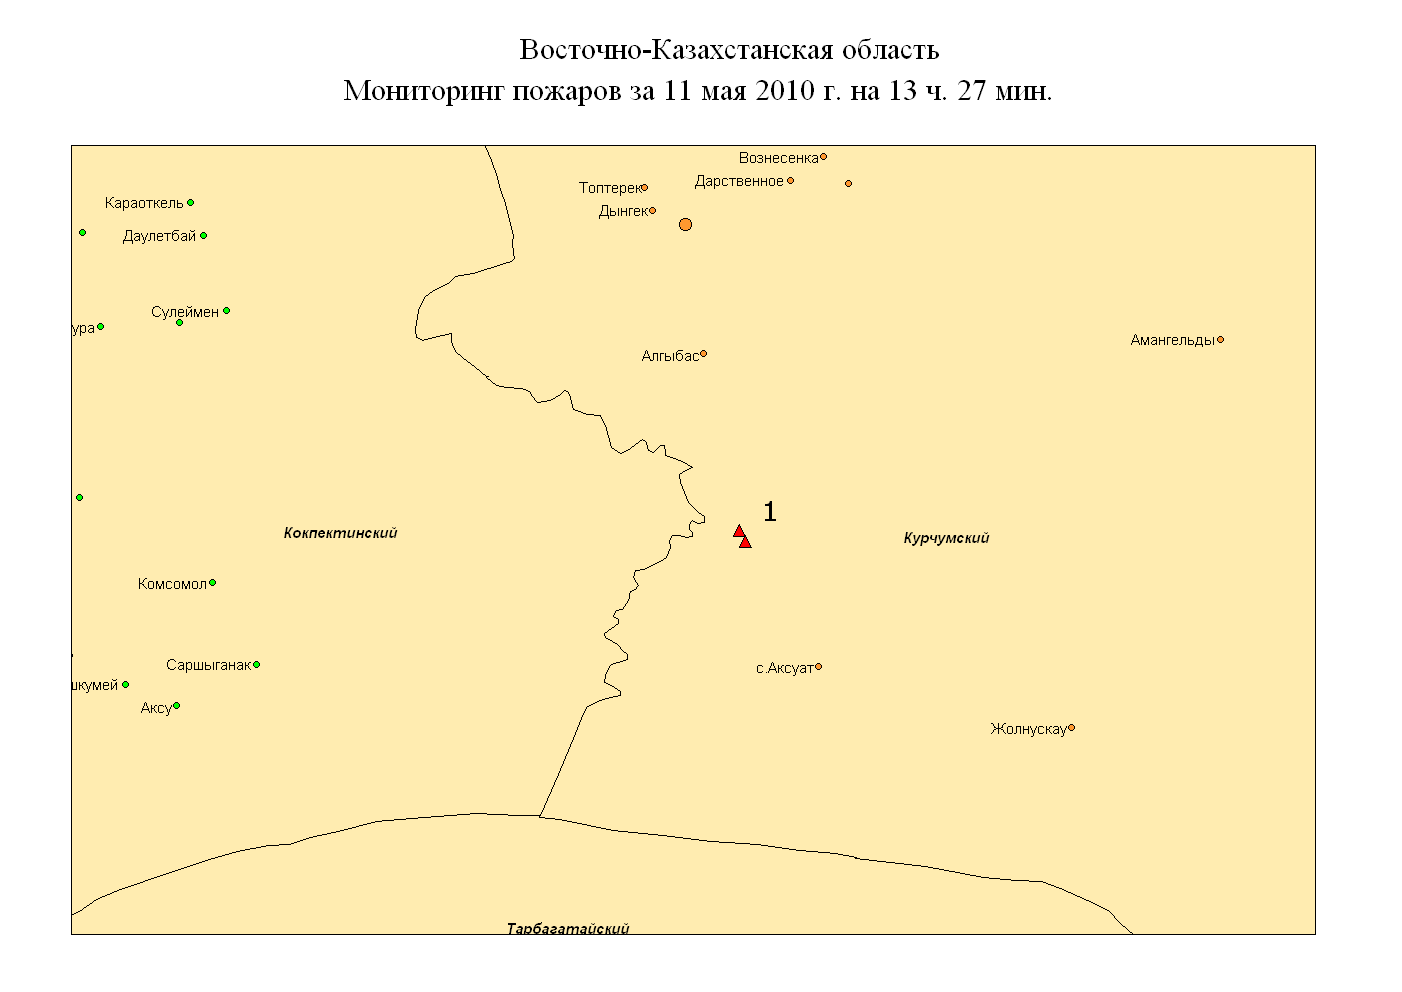 Восточно-Казахстанская область
Мониторинг пожаров за 11 мая 2010 г. на 13 ч. 27 мин.
Вознесенка
Дарственное
Топтерек
Караоткель
Дынгек
Даулетбай
Сулеймен
ура
Амангельды
Алгыбас
1
Кокпектинский
Курчумский
Комсомол
Саршыганак
с.Аксуат
шкумей
Аксу
Жолнускау
Тарбагатайский